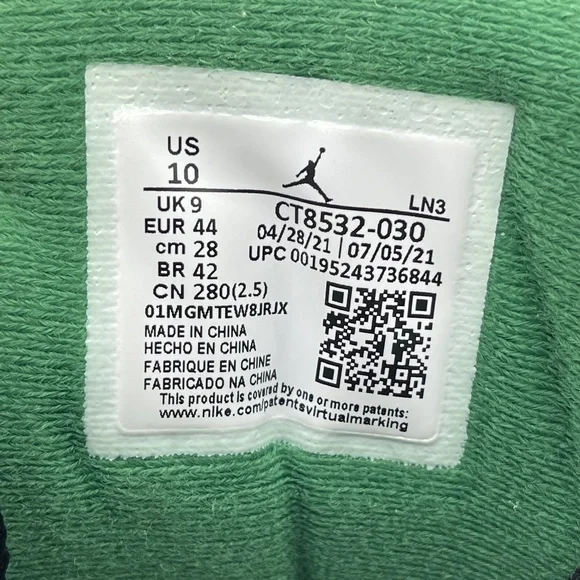 US
10
UK 9
EUR 44
cm 28
BR 42
CN 280(2.5)
01MGMTEW8JRJX
MADE IN CHINA
HECHO EN CHINA
FABRIQUE EN CHINE
FABRICADO NA CHINA
LN3
CT8532-030
04/28/21 | 07/05/21
UPC 00195243736844
This product is covered by one or more patents:
www.nike.com/patentsvirtualmarking